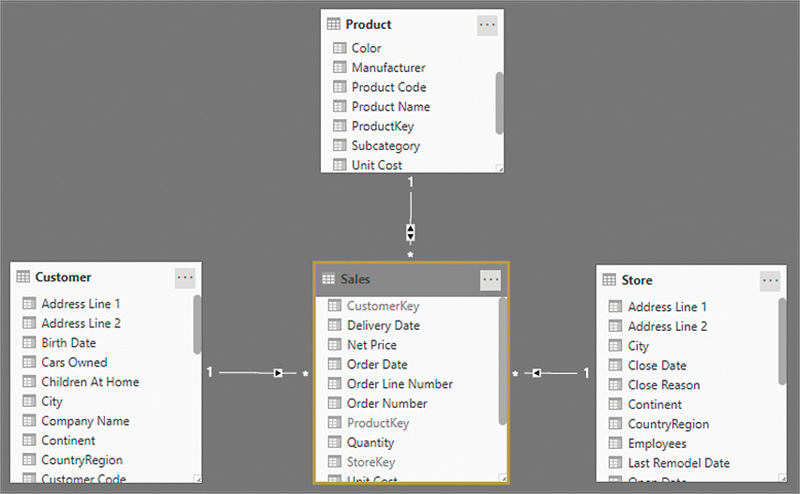 Product
...
Color
Manufacturer
Product Code
Product Name
ProductKey
Subcategory
Unit Cost
1
*
Customer
...
Address Line 1
Address Line 2
Birth Date
Cars Owned
Children At Home
City
Company Name
Continent
CountryRegion
Customer Code
1
*
Sales
...
CustomerKey
Delivery Date
Net Price
Order Date
Order Line Number
Order Number
ProductKey
Quantity
StoreKey
Unit Cost
*
1
Store
...
Address Line 1
Address Line 2
City
Close Date
Close Reason
Continent
CountryRegion
Employees
Last Remodel Date
Open Date